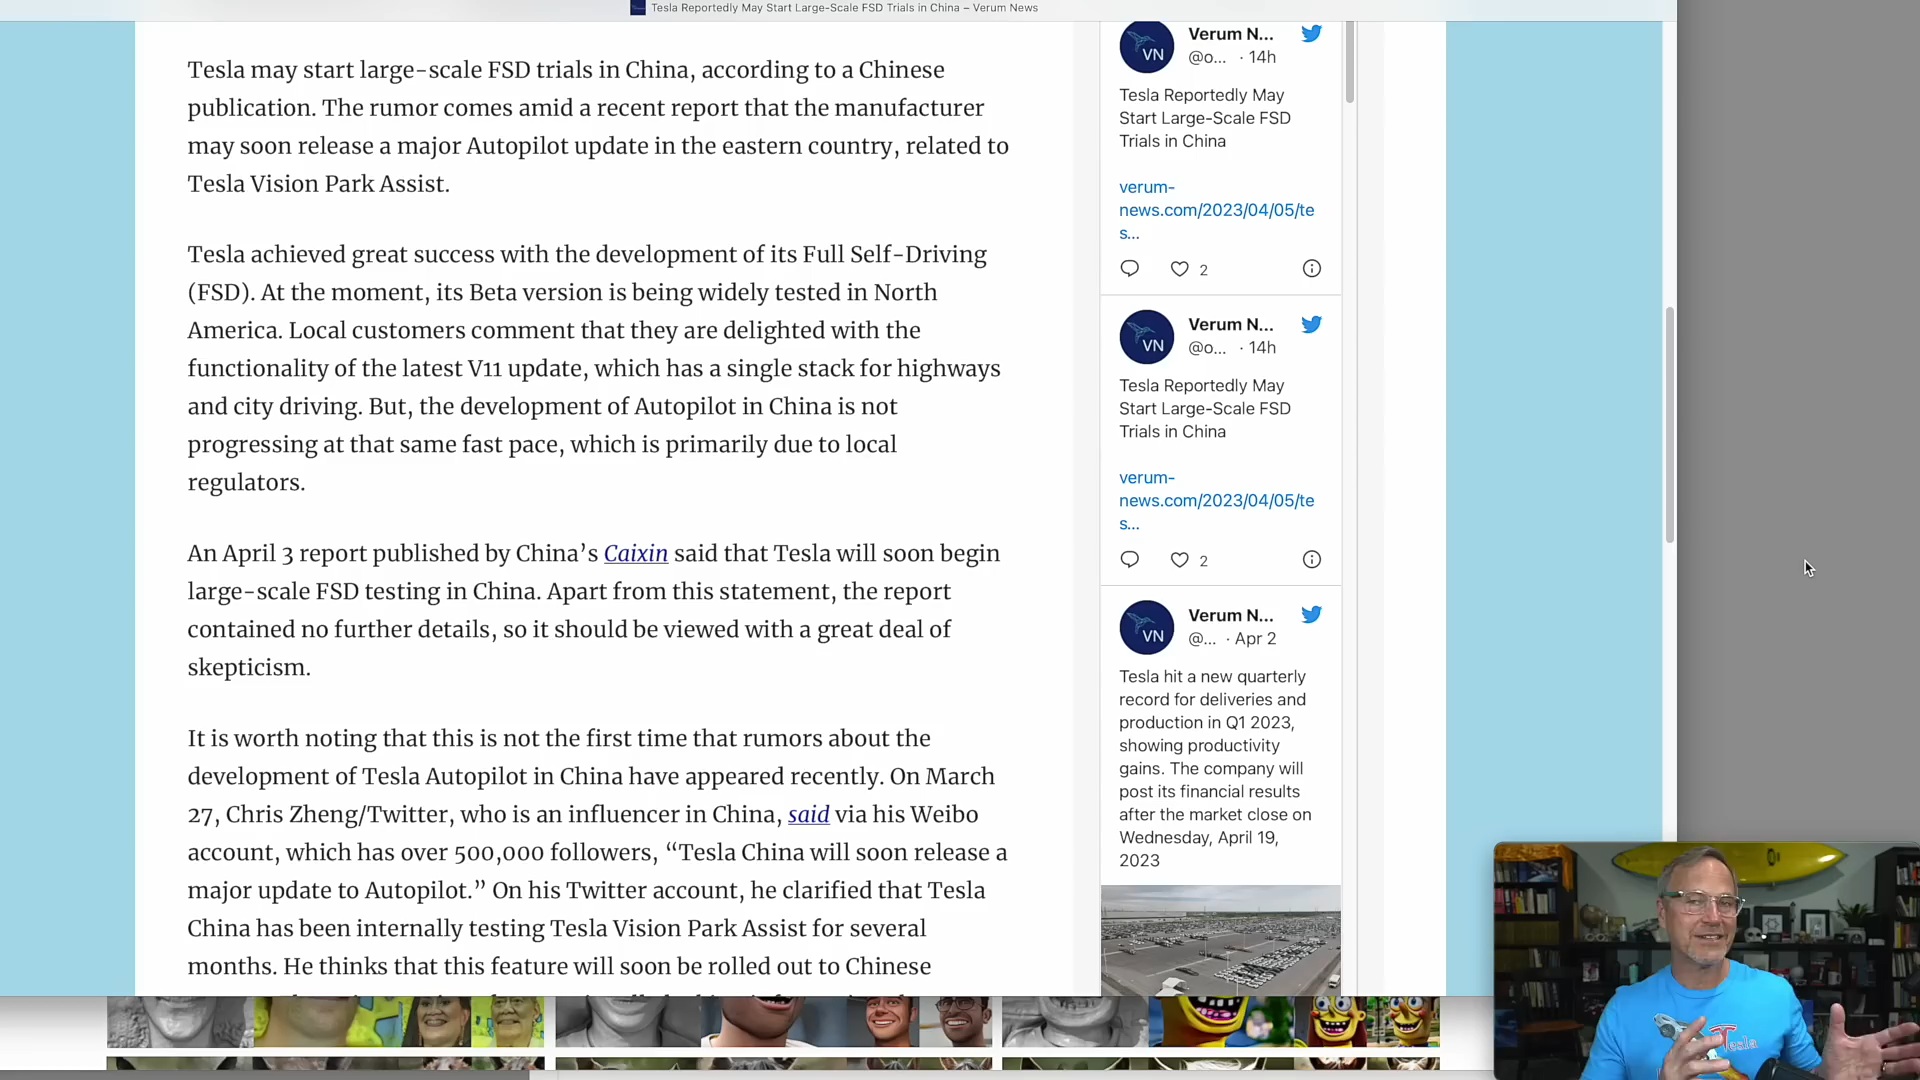 Tesla Reportedly May Start Large-Scale FSD Trials in China – Verum News
Tesla may start large-scale FSD trials in China, according to a Chinese
publication. The rumor comes amid a recent report that the manufacturer
may soon release a major Autopilot update in the eastern country, related to
Tesla Vision Park Assist.
Tesla achieved great success with the development of its Full Self-Driving
(FSD). At the moment, its Beta version is being widely tested in North
America. Local customers comment that they are delighted with the
functionality of the latest V11 update, which has a single stack for highways
and city driving. But, the development of Autopilot in China is not
progressing at that same fast pace, which is primarily due to local
regulators.
An April 3 report published by China’s Caixin said that Tesla will soon begin
large-scale FSD testing in China. Apart from this statement, the report
contained no further details, so it should be viewed with a great deal of
skepticism.
It is worth noting that this is not the first time that rumors about the
development of Tesla Autopilot in China have appeared recently. On March
27, Chris Zheng/Twitter, who is an influencer in China, said via his Weibo
account, which has over 500,000 followers, “Tesla China will soon release a
major update to Autopilot.” On his Twitter account, he clarified that Tesla
China has been internally testing Tesla Vision Park Assist for several
months. He thinks that this feature will soon be rolled out to Chinese
VN
Verum N...
@o... · 14h
Tesla Reportedly May
Start Large-Scale FSD
Trials in China
verum-
news.com/2023/04/05/te
s...
2
VN
Verum N...
@o... · 14h
Tesla Reportedly May
Start Large-Scale FSD
Trials in China
verum-
news.com/2023/04/05/te
s...
2
VN
Verum N...
@... · Apr 2
Tesla hit a new quarterly
record for deliveries and
production in Q1 2023,
showing productivity
gains. The company will
post its financial results
after the market close on
Wednesday, April 19,
2023
Tesla